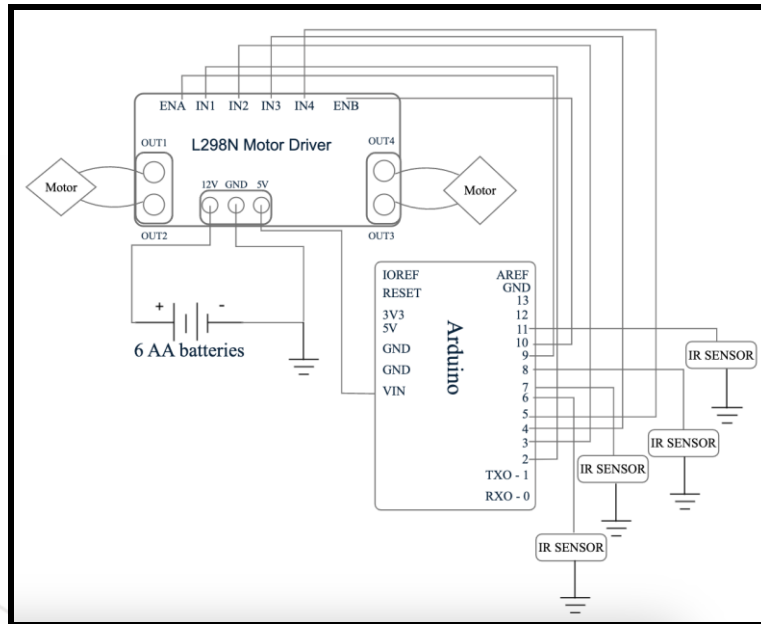 ENA IN1 IN2 IN3 IN4 ENB
OUT1
L298N Motor Driver
OUT4
Motor
Motor
12V GND 5V
OUT2
OUT3
+ -
6 AA batteries
IOREF
RESET
3V3
5V
GND
GND
VIN
Arduino
AREF
GND
13
12
11
10
9
8
7
6
5
4
3
2
TXO - 1
RXO - 0
IR SENSOR
IR SENSOR
IR SENSOR
IR SENSOR